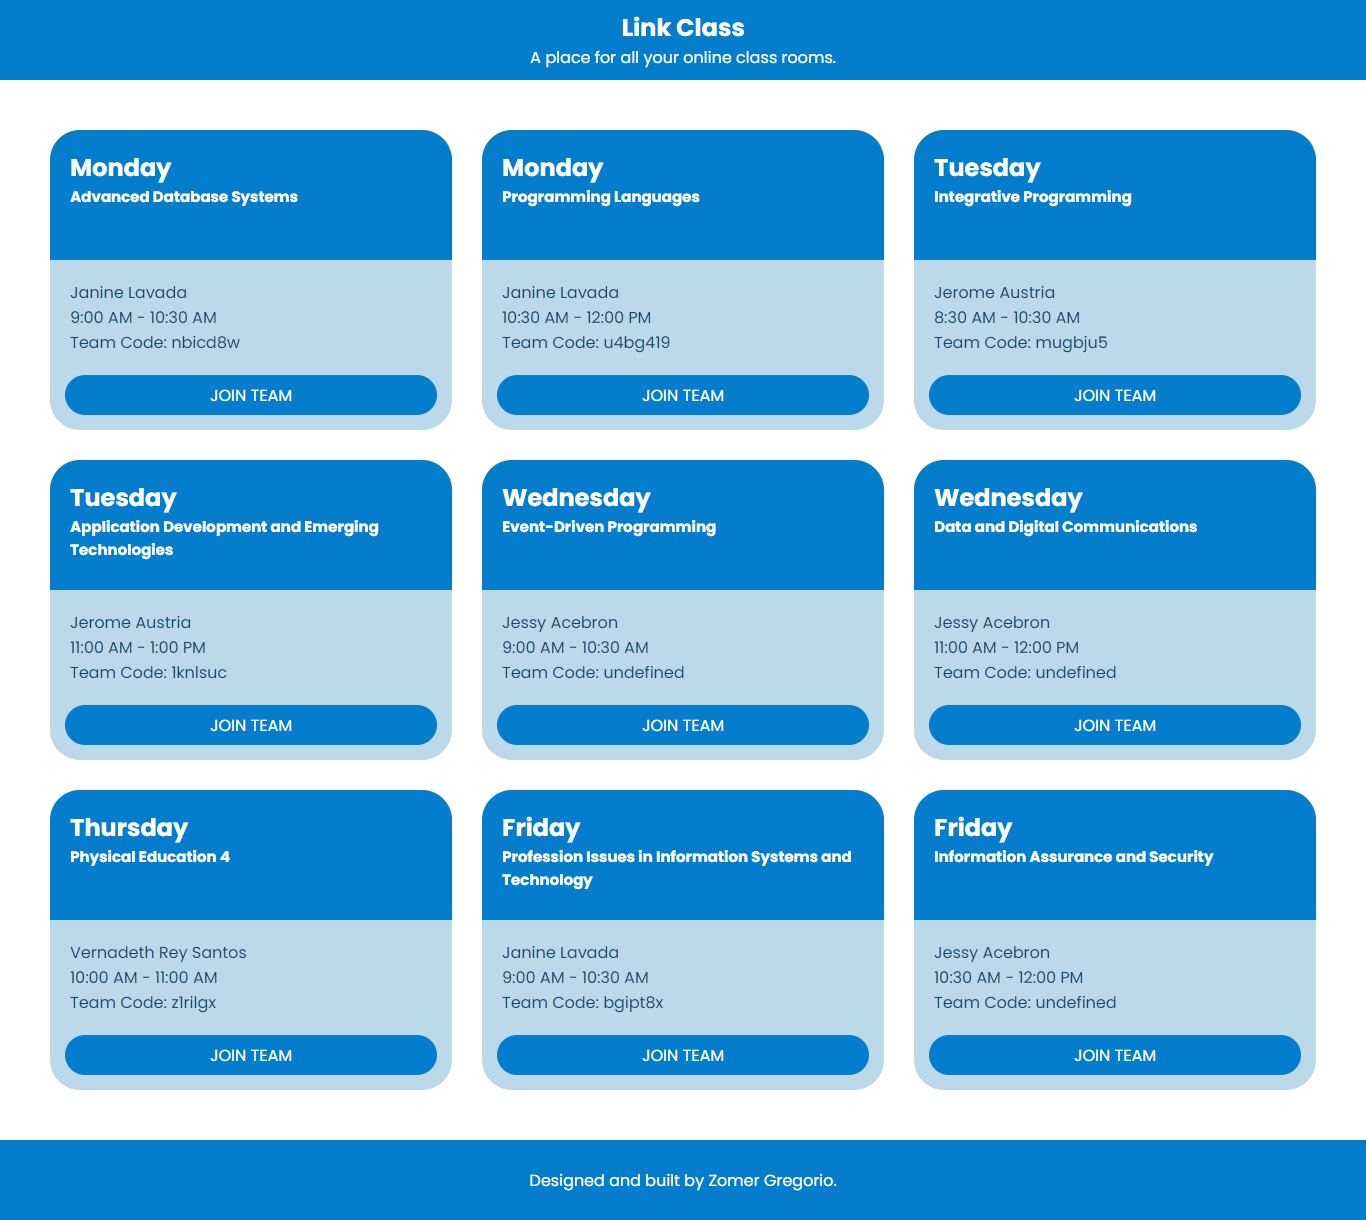 Link Class
A place for all your online class rooms.
Monday
Advanced Database Systems
Janine Lavada
9:00 AM - 10:30 AM
Team Code: nbicd8w
JOIN TEAM
Monday
Programming Languages
Janine Lavada
10:30 AM - 12:00 PM
Team Code: u4bg419
JOIN TEAM
Tuesday
Integrative Programming
Jerome Austria
8:30 AM - 10:30 AM
Team Code: mugbju5
JOIN TEAM
Tuesday
Application Development and Emerging
Technologies
Jerome Austria
11:00 AM - 1:00 PM
Team Code: 1knlsuc
JOIN TEAM
Wednesday
Event-Driven Programming
Jessy Acebron
9:00 AM - 10:30 AM
Team Code: undefined
JOIN TEAM
Wednesday
Data and Digital Communications
Jessy Acebron
11:00 AM - 12:00 PM
Team Code: undefined
JOIN TEAM
Thursday
Physical Education 4
Vernadeth Rey Santos
10:00 AM - 11:00 AM
Team Code: z1rilgx
JOIN TEAM
Friday
Profession Issues in Information Systems and
Technology
Janine Lavada
9:00 AM - 10:30 AM
Team Code: bgipt8x
JOIN TEAM
Friday
Information Assurance and Security
Jessy Acebron
10:30 AM - 12:00 PM
Team Code: undefined
JOIN TEAM
Designed and built by Zomer Gregorio.